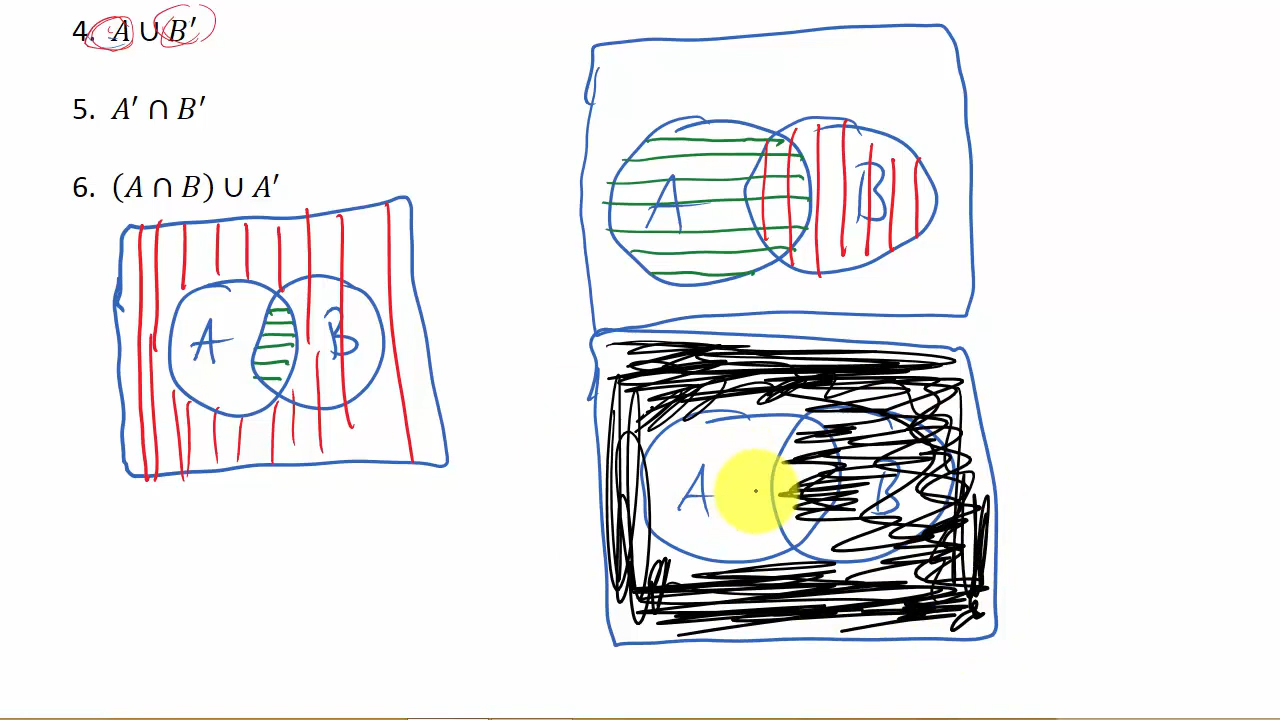 4. A ∪ B′
5. A′ ∩ B′
6. (A ∩ B) ∪ A′
A B
A B
A B